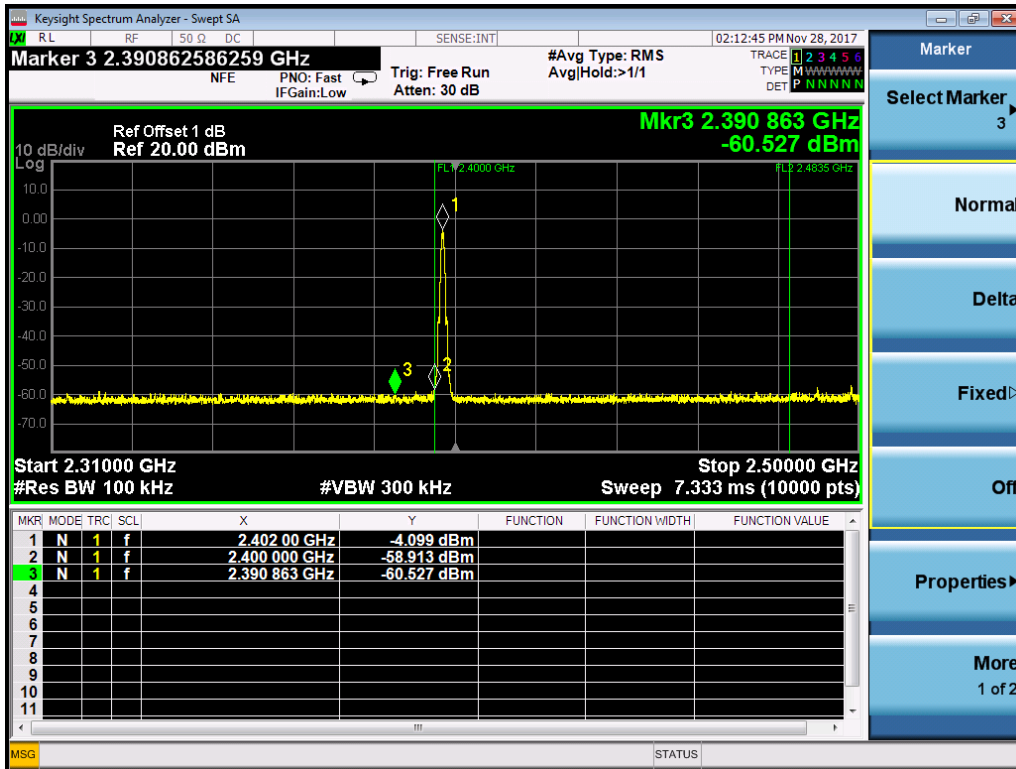 Keysight Spectrum Analyzer - Swept SA
LXI RL RF 50 Ω DC SENSE:INT 02:12:45 PM Nov 28, 2017
Marker 3 2.390862586259 GHz
NFE PNO: Fast IFGain:Low
Trig: Free Run
Atten: 30 dB
#Avg Type: RMS
Avg|Hold:>1/1
TRACE 1 2 3 4 5 6
TYPE M W W W W W
DET P N N N N N
Ref Offset 1 dB
10 dB/div Ref 20.00 dBm
Log
Mkr3 2.390 863 GHz
-60.527 dBm
FL1 2.4000 GHz
FL2 2.4835 GHz
10.0
0.00
-10.0
-20.0
-30.0
-40.0
-50.0
-60.0
-70.0
1
2
3
Start 2.31000 GHz Stop 2.50000 GHz
#Res BW 100 kHz #VBW 300 kHz Sweep 7.333 ms (10000 pts)
MKR MODE TRC SCL X Y FUNCTION FUNCTION WIDTH FUNCTION VALUE
1 N 1 f 2.402 00 GHz -4.099 dBm
2 N 1 f 2.400 000 GHz -58.913 dBm
3 N 1 f 2.390 863 GHz -60.527 dBm
4
5
6
7
8
9
10
11
MSG STATUS
Marker
Select Marker
3
Normal
Delta
Fixed
Off
Properties
More
1 of 2